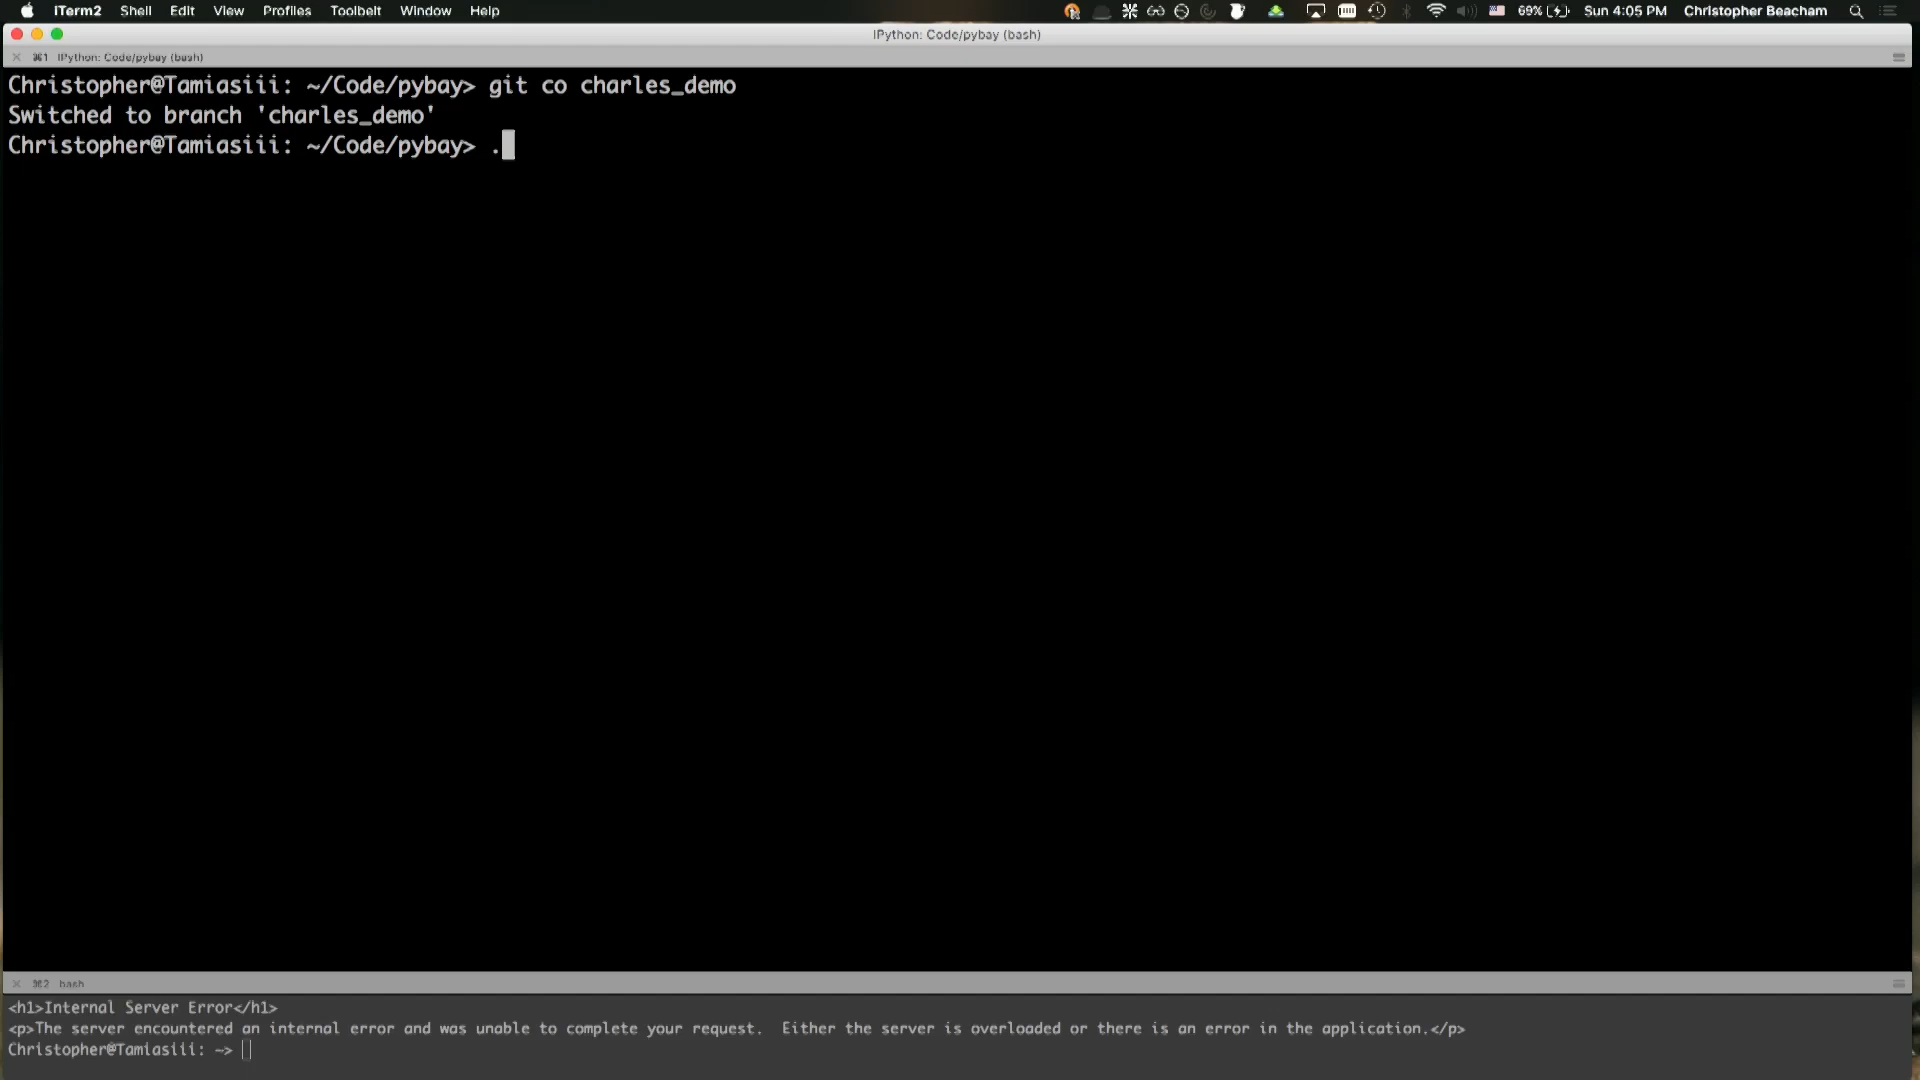 iTerm2 Shell Edit View Profiles Toolbelt Window Help 69% Sun 4:05 PM Christopher Beacham
IPython: Code/pybay (bash)
⌘1 IPython: Code/pybay (bash)
Christopher@Tamiasiii: ~/Code/pybay> git co charles_demo
Switched to branch 'charles_demo'
Christopher@Tamiasiii: ~/Code/pybay> .
⌘2 bash
<h1>Internal Server Error</h1>
<p>The server encountered an internal error and was unable to complete your request.  Either the server is overloaded or there is an error in the application.</p>
Christopher@Tamiasiii: ~>